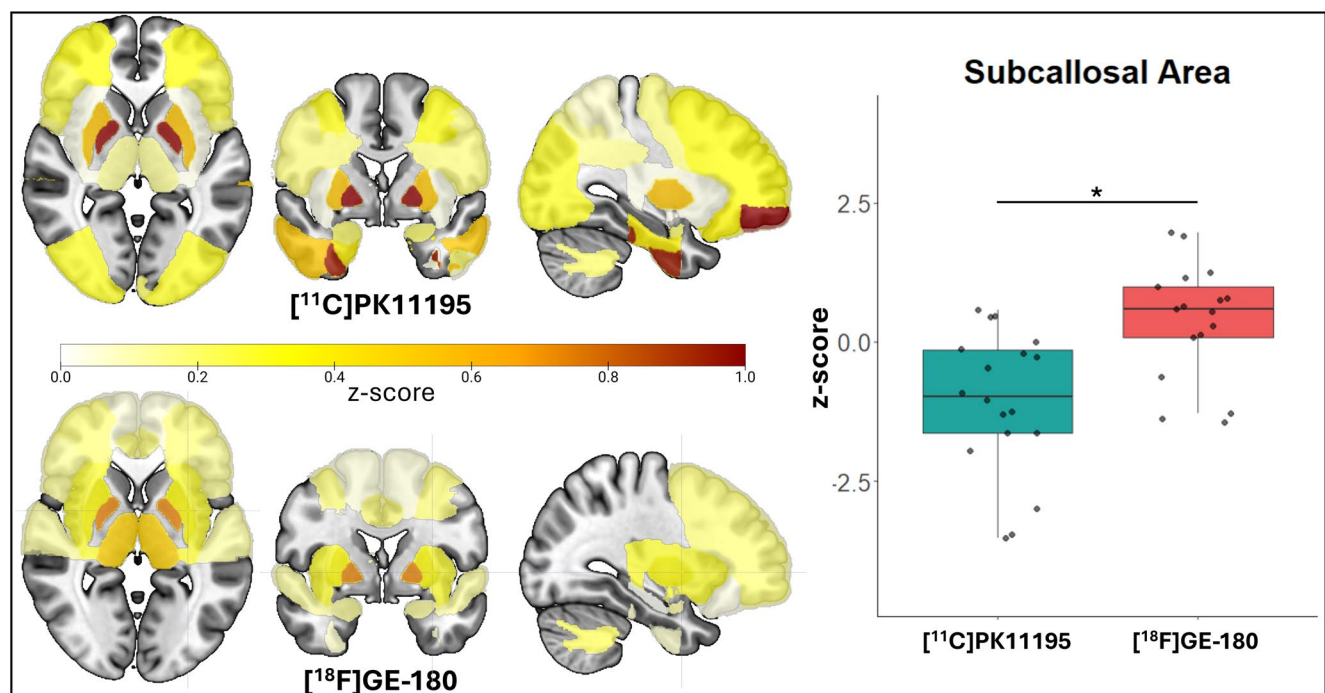 [¹¹C]PK11195
0.0 0.2 0.4 0.6 0.8 1.0
z-score
[¹⁸F]GE-180
Subcallosal Area
*
2.5
0.0
-2.5
z-score
[¹¹C]PK11195 [¹⁸F]GE-180